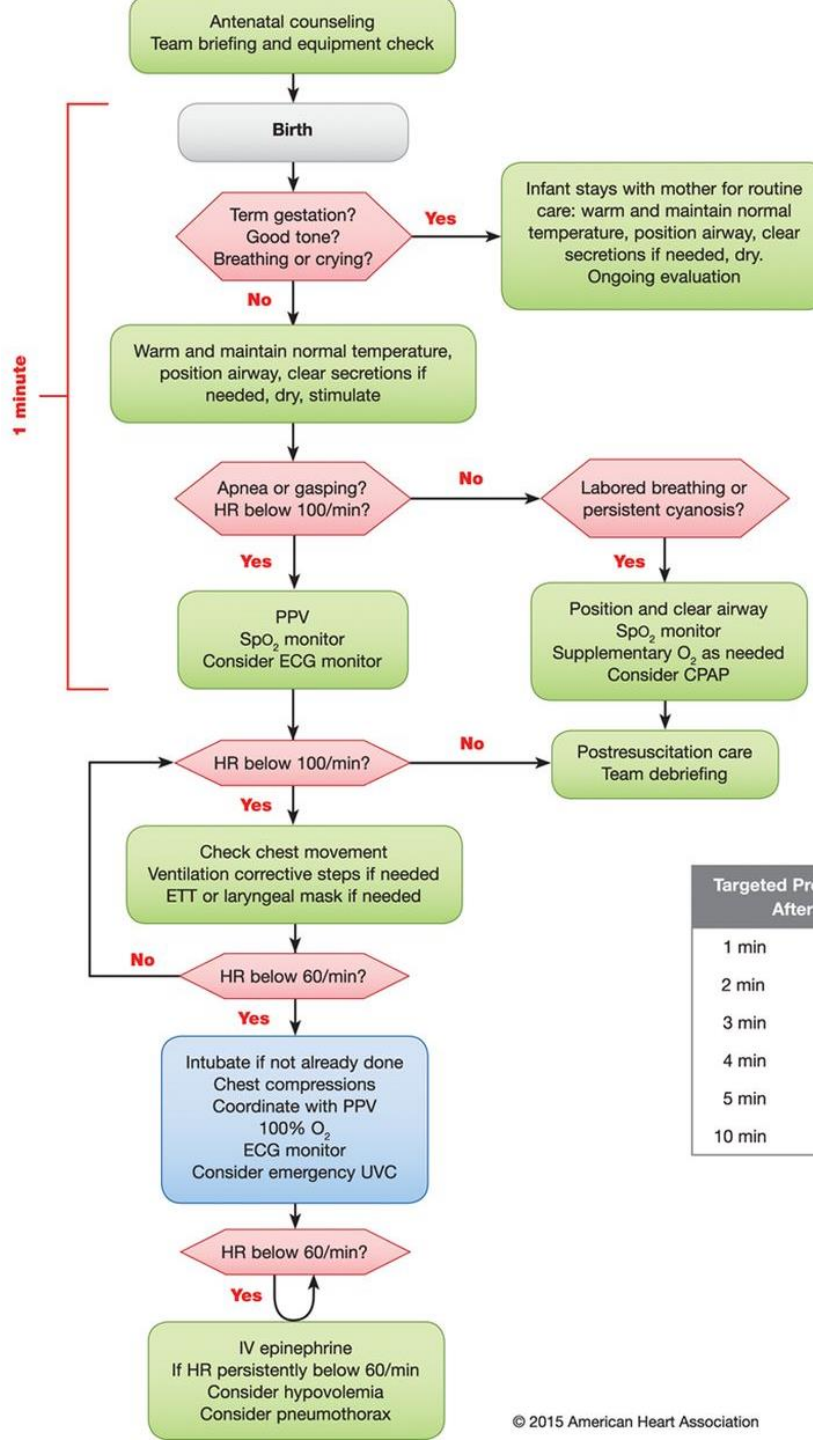 Antenatal counseling
Team briefing and equipment check
Birth
Term gestation?
Good tone?
Breathing or crying?
Yes
Infant stays with mother for routine
care: warm and maintain normal
temperature, position airway, clear
secretions if needed, dry.
Ongoing evaluation
No
1 minute
Warm and maintain normal temperature,
position airway, clear secretions if
needed, dry, stimulate
Apnea or gasping?
HR below 100/min?
No
Labored breathing or
persistent cyanosis?
Yes
Yes
PPV
SpO₂ monitor
Consider ECG monitor
Position and clear airway
SpO₂ monitor
Supplementary O₂ as needed
Consider CPAP
HR below 100/min?
No
Postresuscitation care
Team debriefing
Yes
Check chest movement
Ventilation corrective steps if needed
ETT or laryngeal mask if needed
No
HR below 60/min?
Yes
Intubate if not already done
Chest compressions
Coordinate with PPV
100% O₂
ECG monitor
Consider emergency UVC
HR below 60/min?
Yes
IV epinephrine
If HR persistently below 60/min
Consider hypovolemia
Consider pneumothorax
Targeted
After
1 min
2 min
3 min
4 min
5 min
10 min
© 2015 American Heart Association